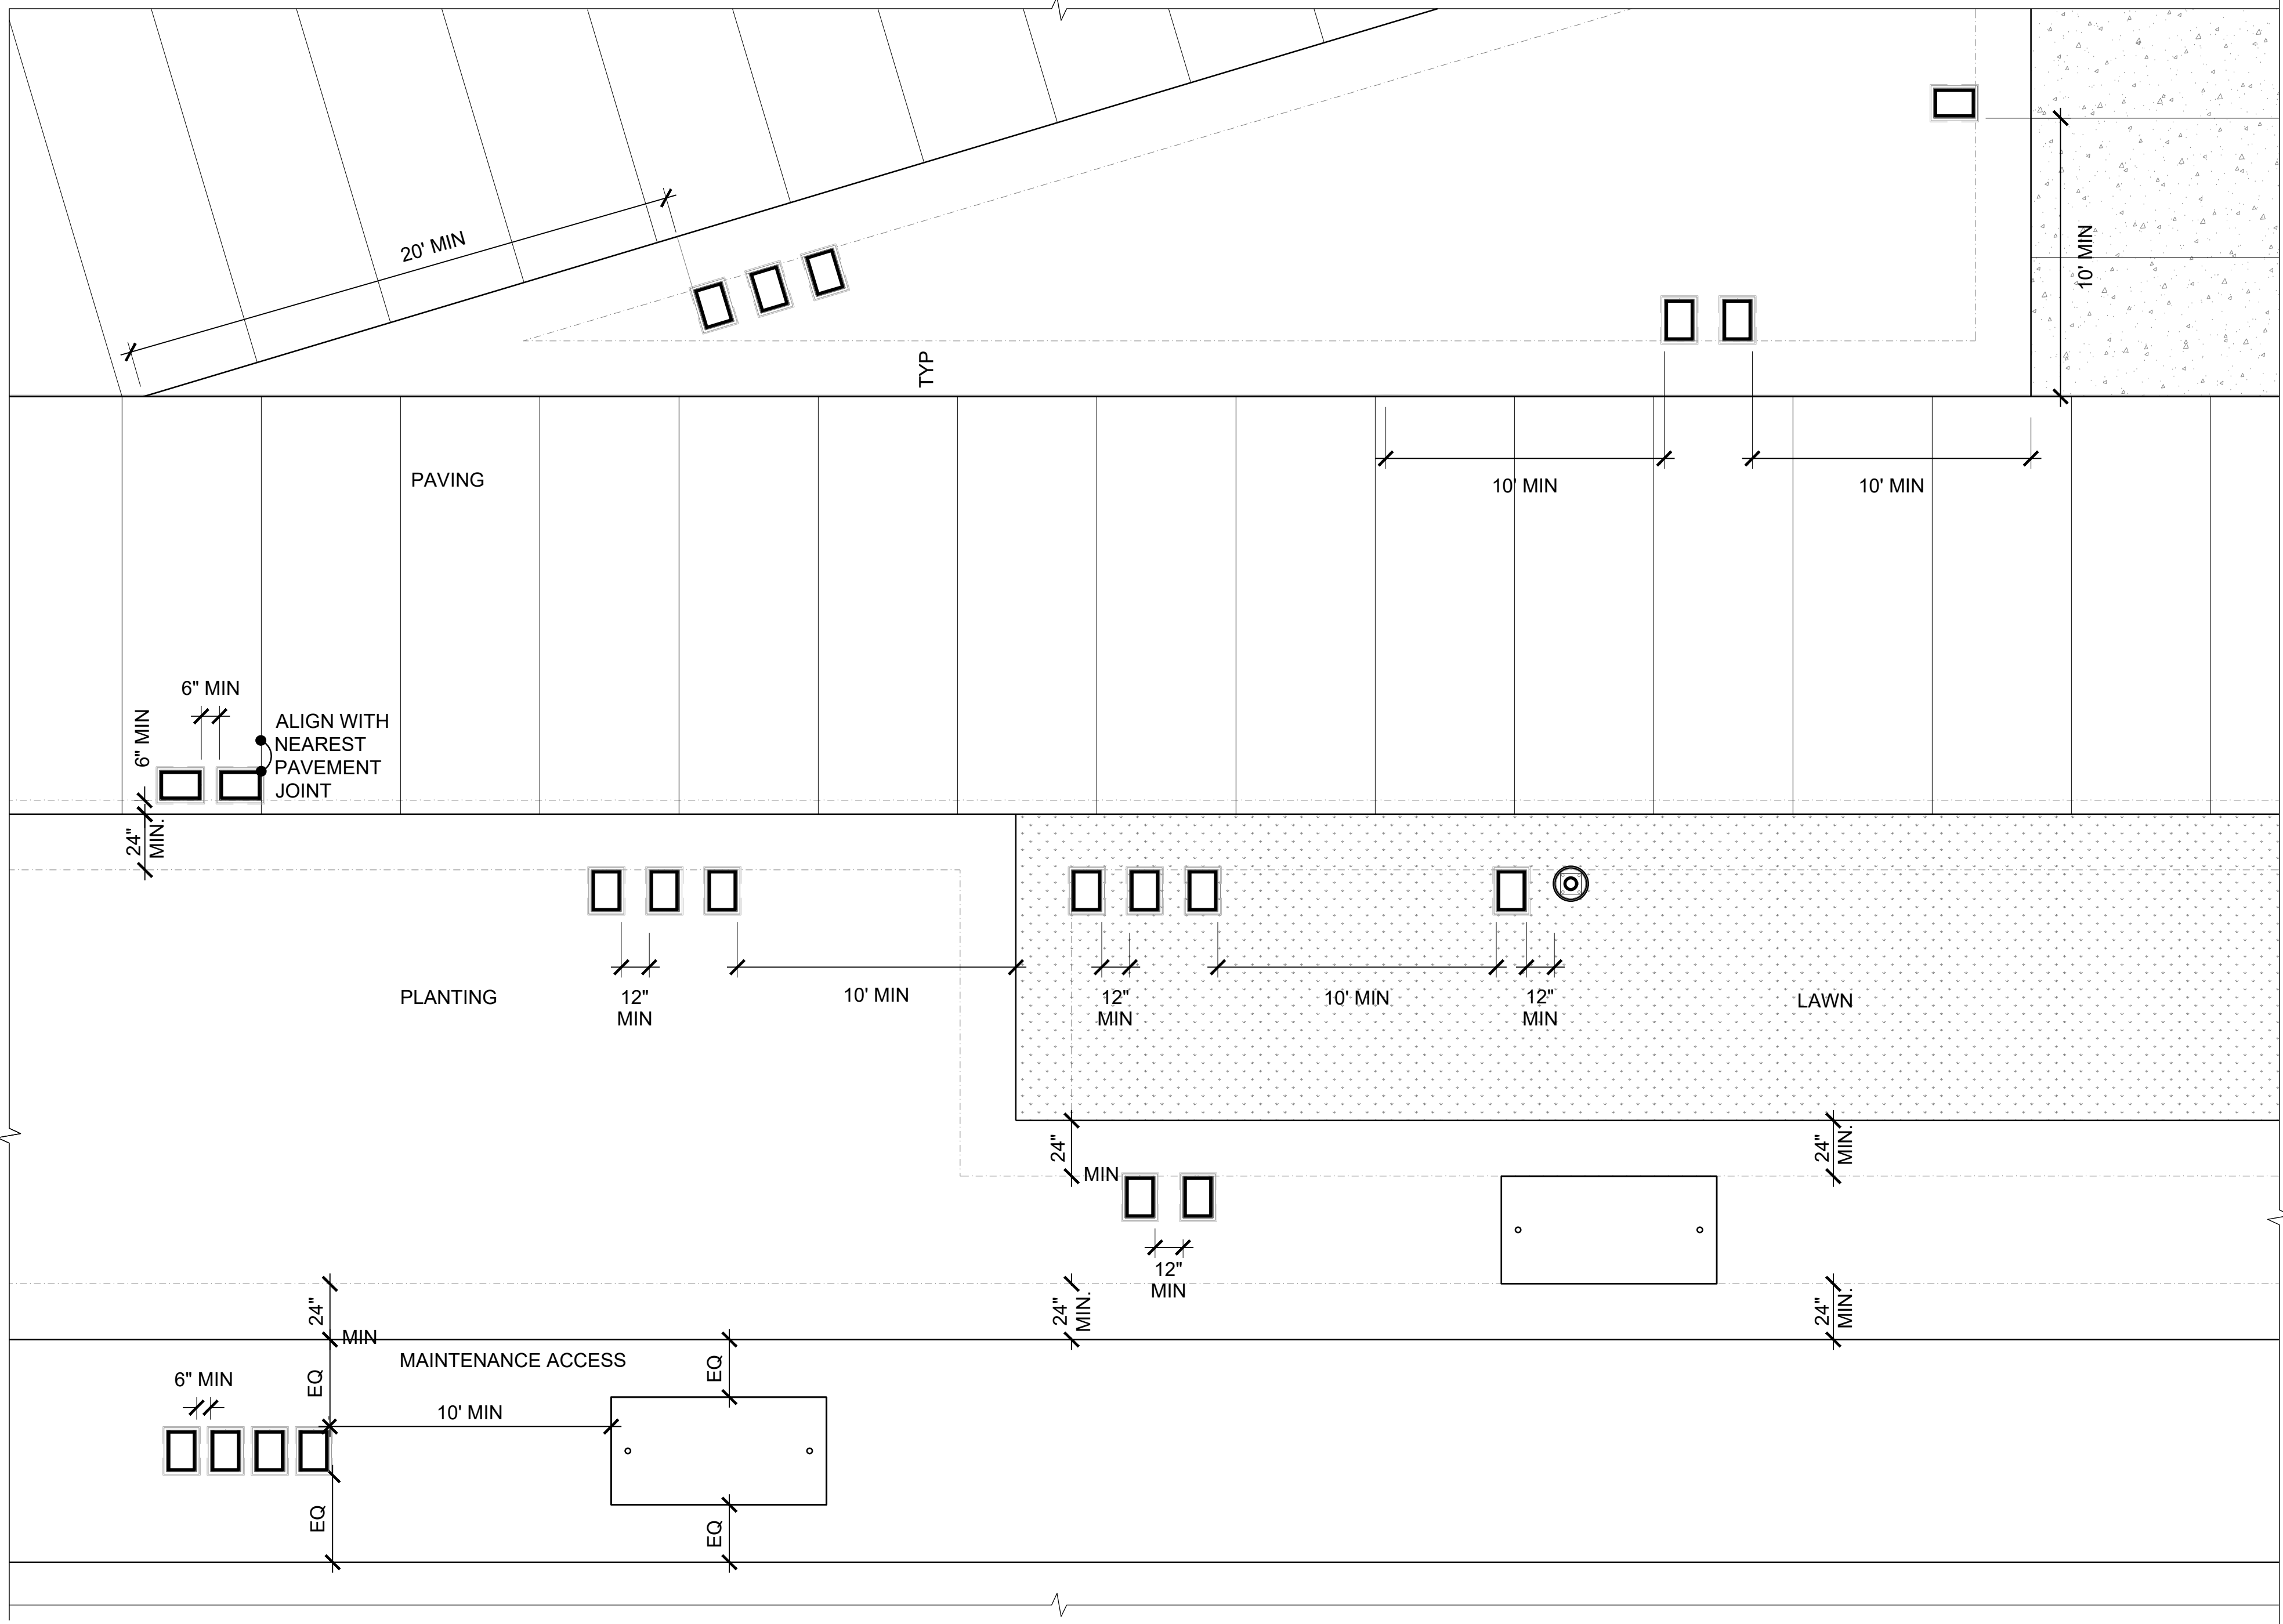 20' MIN
10' MIN
TYP
PAVING
10' MIN
10' MIN
6" MIN
6" MIN
ALIGN WITH
NEAREST
PAVEMENT
JOINT
24"
MIN.
PLANTING
12"
MIN
10' MIN
12"
MIN
10' MIN
12"
MIN
LAWN
24"
MIN
24"
MIN.
12"
MIN
24"
MIN
24"
MIN.
24"
MIN.
MAINTENANCE ACCESS
6" MIN
EQ
10' MIN
EQ
EQ
EQ